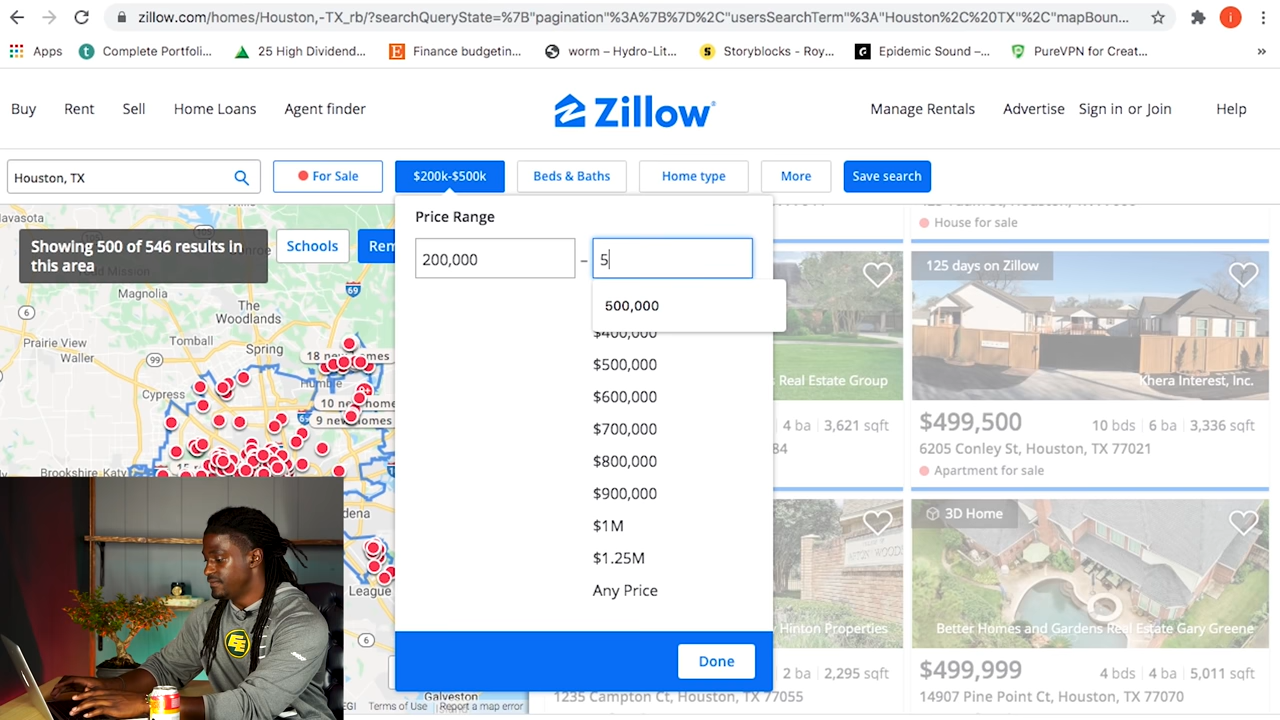 zillow.com/homes/Houston,-TX_rb/?searchQueryState=%7B"pagination"%3A%7B%7D%2C"usersSearchTerm"%3A"Houston%2C%20TX"%2C"mapBoun...
Apps
Complete Portfoli...
25 High Dividend...
Finance budgetin...
worm – Hydro-Lit...
Storyblocks - Roy...
Epidemic Sound –...
PureVPN for Creat...
Buy
Rent
Sell
Home Loans
Agent finder
Zillow
Manage Rentals
Advertise
Sign in or Join
Help
Houston, TX
For Sale
$200k-$500k
Beds & Baths
Home type
More
Save search
Showing 500 of 546 results in
this area
Schools
Rem
Price Range
200,000
–
5
500,000
$400,000
$500,000
$600,000
$700,000
$800,000
$900,000
$1M
$1.25M
Any Price
Done
Magnolia
The
Woodlands
Prairie View
Waller
Tomball
Spring
Cypress
Humble
Brookshire Katy
18 new homes
10 new home
9 new homes
69
6
99
League
6
Galveston
Terms of Use
Report a map error
House for sale
Real Estate Group
4 ba
3,621 sqft
84
125 days on Zillow
Khera Interest, Inc.
$499,500
10 bds
6 ba
3,336 sqft
6205 Conley St, Houston, TX 77021
Apartment for sale
Hinton Properties
2 ba
2,295 sqft
1235 Campton Ct, Houston, TX 77055
3D Home
Better Homes and Gardens Real Estate Gary Greene
$499,999
4 bds
4 ba
5,011 sqft
14907 Pine Point Ct, Houston, TX 77070